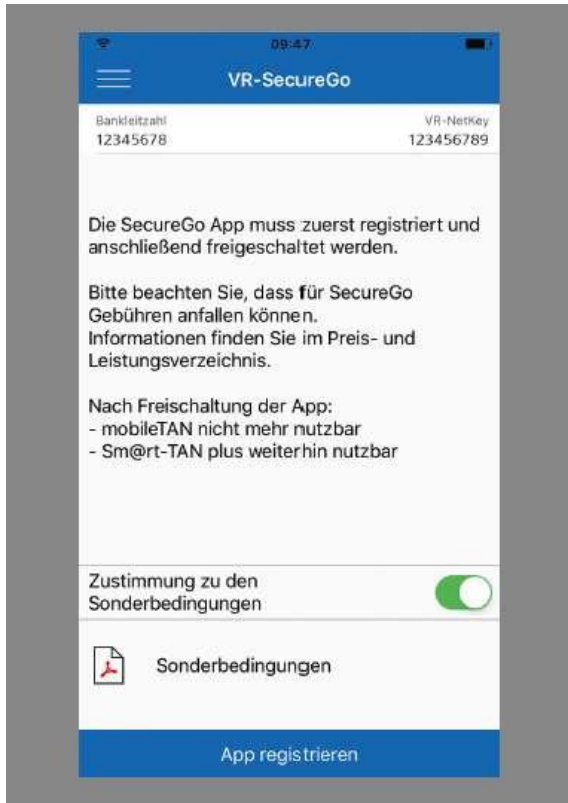 09:47
VR-SecureGo
Bankleitzahl VR-NetKey
12345678 123456789
Die SecureGo App muss zuerst registriert und
anschließend freigeschaltet werden.
Bitte beachten Sie, dass für SecureGo
Gebühren anfallen können.
Informationen finden Sie im Preis- und
Leistungsverzeichnis.
Nach Freischaltung der App:
- mobileTAN nicht mehr nutzbar
- Sm@rt-TAN plus weiterhin nutzbar
Zustimmung zu den
Sonderbedingungen
Sonderbedingungen
App registrieren